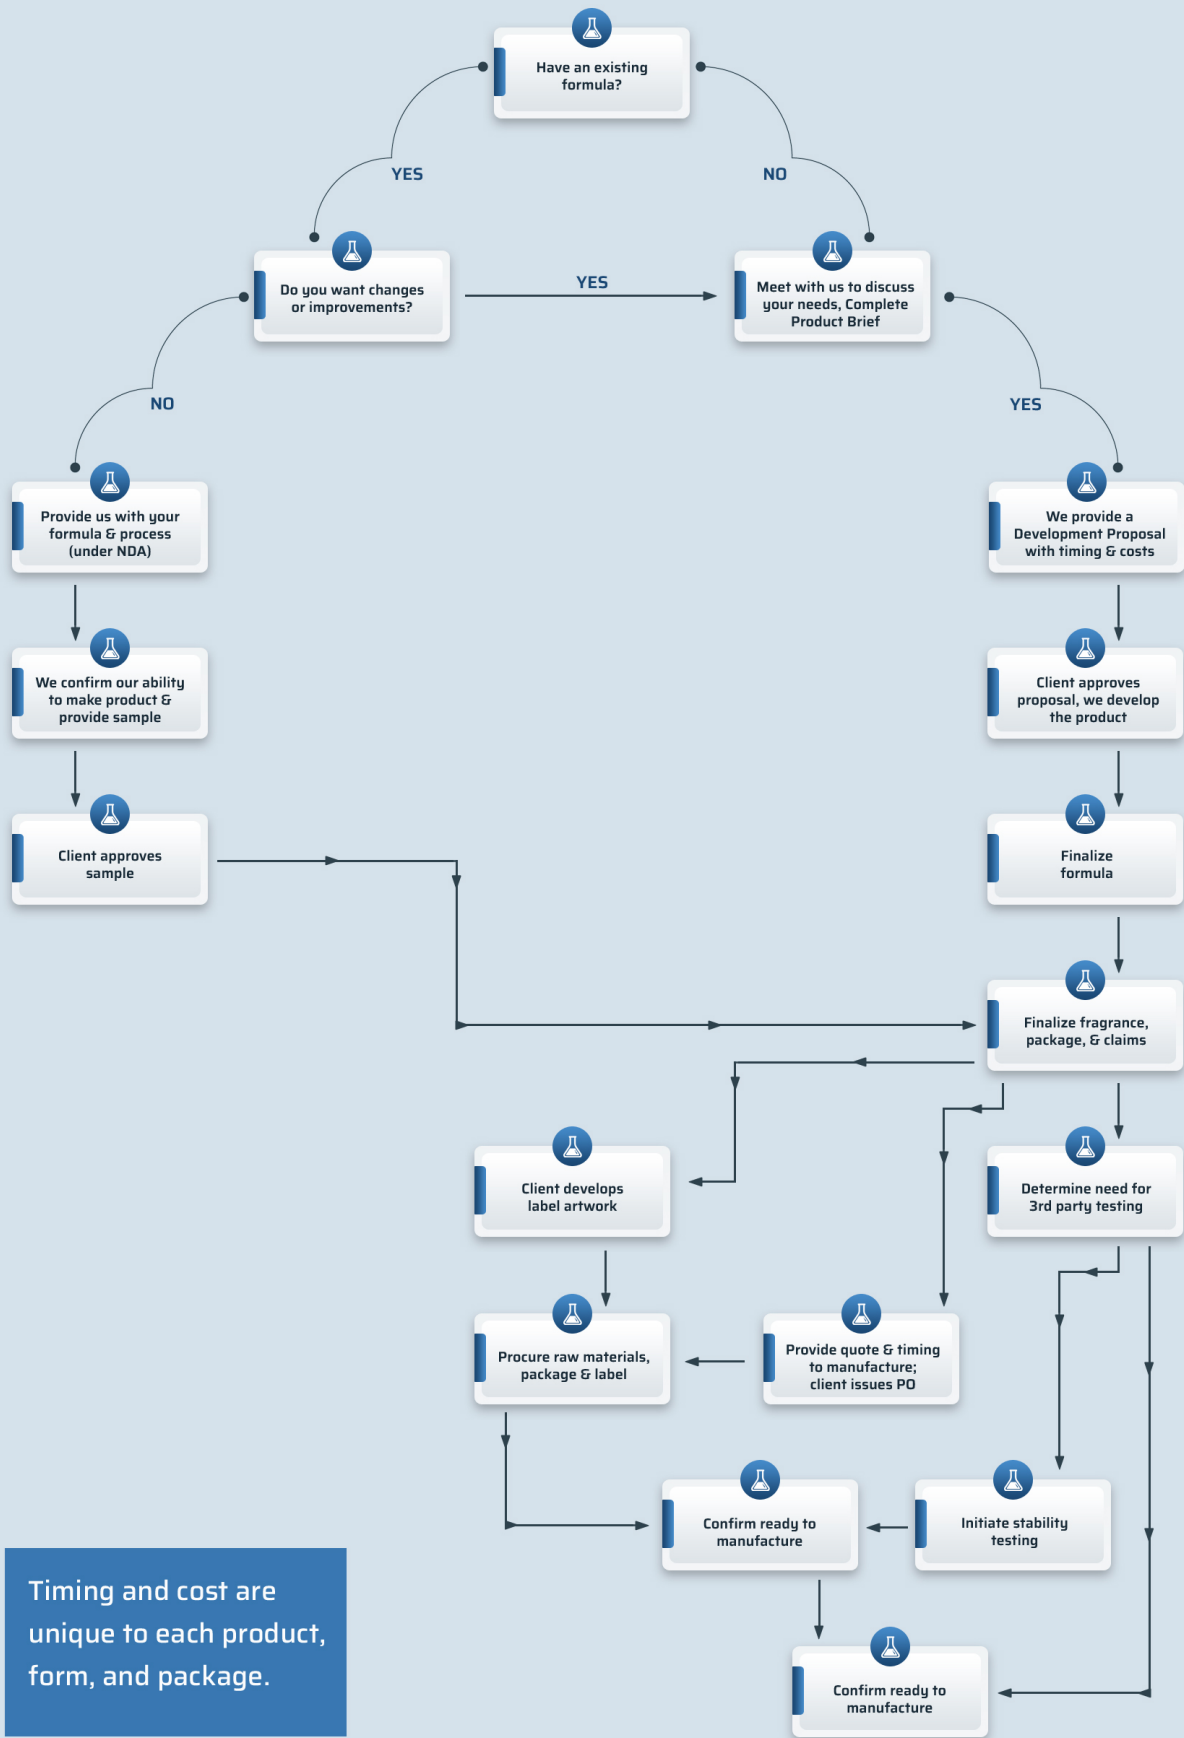 Have an existing
formula?
YES
NO
Do you want changes
or improvements?
YES
Meet with us to discuss
your needs, Complete
Product Brief
NO
YES
Provide us with your
formula & process
(under NDA)
We provide a
Development Proposal
with timing & costs
We confirm our ability
to make product &
provide sample
Client approves
proposal, we develop
the product
Client approves
sample
Finalize
formula
Finalize fragrance,
package, & claims
Client develops
label artwork
Determine need for
3rd party testing
Procure raw materials,
package & label
Provide quote & timing
to manufacture;
client issues PO
Confirm ready to
manufacture
Initiate stability
testing
Timing and cost are
unique to each product,
form, and package.
Confirm ready to
manufacture